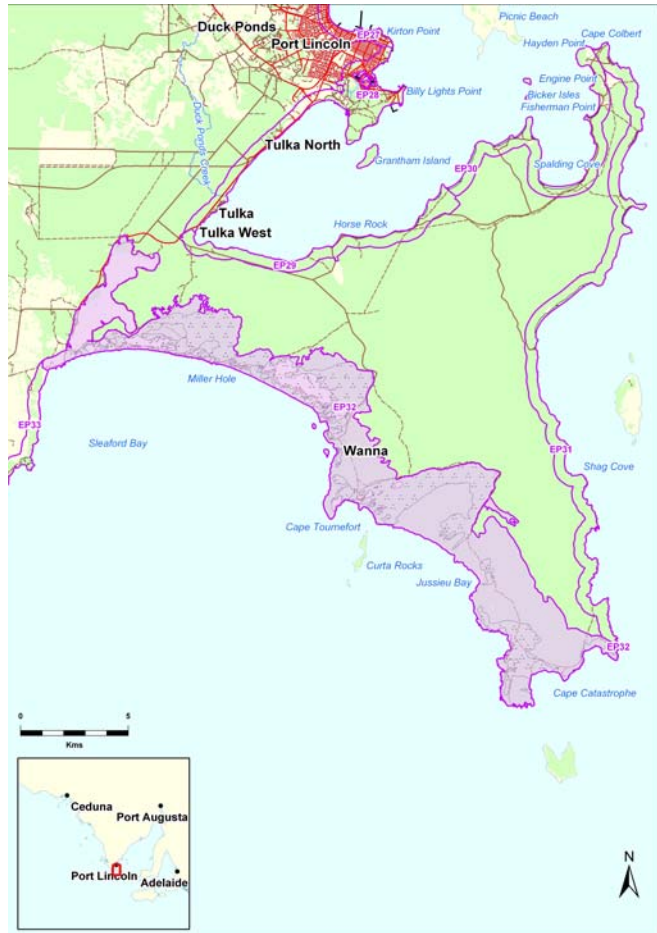 Picnic Beach
Cape Colbert
Duck Ponds
Kirton Point
EP27
Hayden Point
Port Lincoln
Engine Point
Bicker Isles
Billy Lights Point
EP28
Fisherman Point
Duck Ponds Creek
Tulka North
Grantham Island
EP30
Spalding Cove
Tulka
Horse Rock
Tulka West
EP29
Miller Hole
EP32
EP33
Sleaford Bay
Wanna
EP31
Shag Cove
Cape Tournefort
Curta Rocks
Jussieu Bay
EP32
Cape Catastrophe
0
5
Kms
Ceduna
Port Augusta
Port Lincoln
Adelaide
N